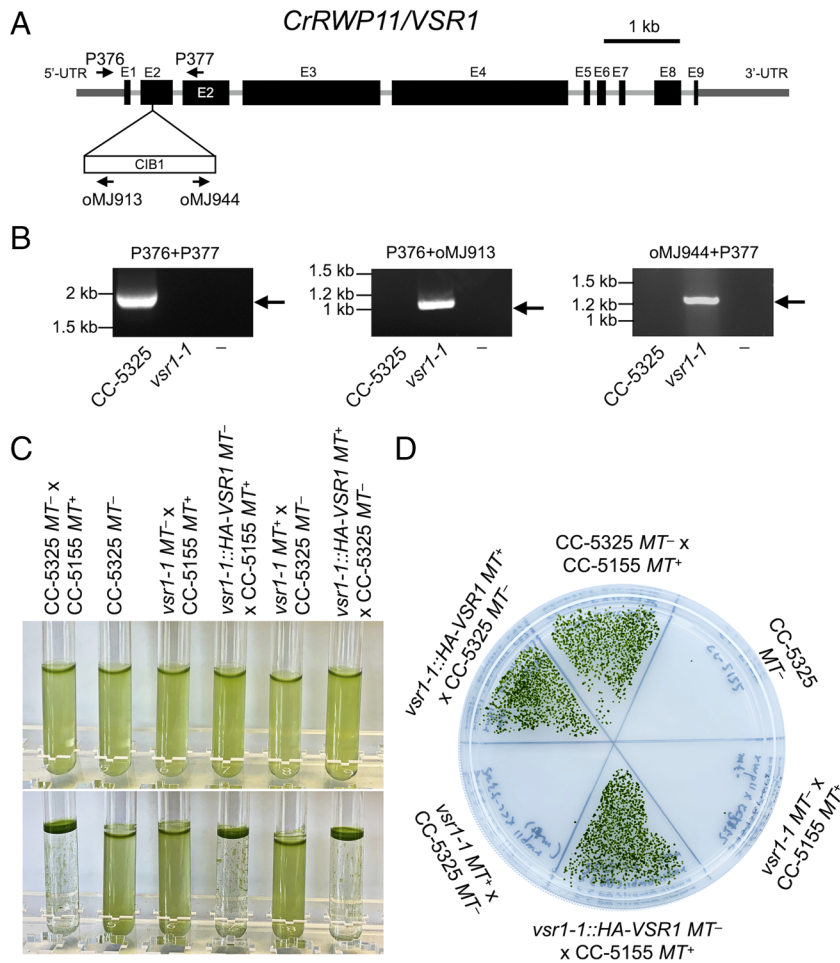 A
CrRWP11/VSR1
1 kb
P376
P377
5'-UTR
E1
E2
E3
E4
E5
E6
E7
E8
E9
3'-UTR
E2
CIB1
oMJ913
oMJ944
B
P376+P377
2 kb
1.5 kb
CC-5325
vsr1-1
–
P376+oMJ913
1.5 kb
1.2 kb
1 kb
CC-5325
vsr1-1
–
oMJ944+P377
1.5 kb
1.2 kb
1 kb
CC-5325
vsr1-1
–
C
CC-5325 MT– x
CC-5155 MT+
CC-5325 MT–
vsr1-1 MT– x
CC-5155 MT+
vsr1-1::HA-VSR1 MT–
x CC-5155 MT+
vsr1-1 MT+ x
CC-5325 MT–
vsr1-1::HA-VSR1 MT+
x CC-5325 MT–
6
7
8
9
D
CC-5325 MT– x
CC-5155 MT+
CC-5325
MT–
vsr1-1 MT– x
CC-5155 MT+
vsr1-1::HA-VSR1 MT–
x CC-5155 MT+
vsr1-1 MT+ x
CC-5325 MT–
vsr1-1::HA-VSR1 MT+
x CC-5325 MT–